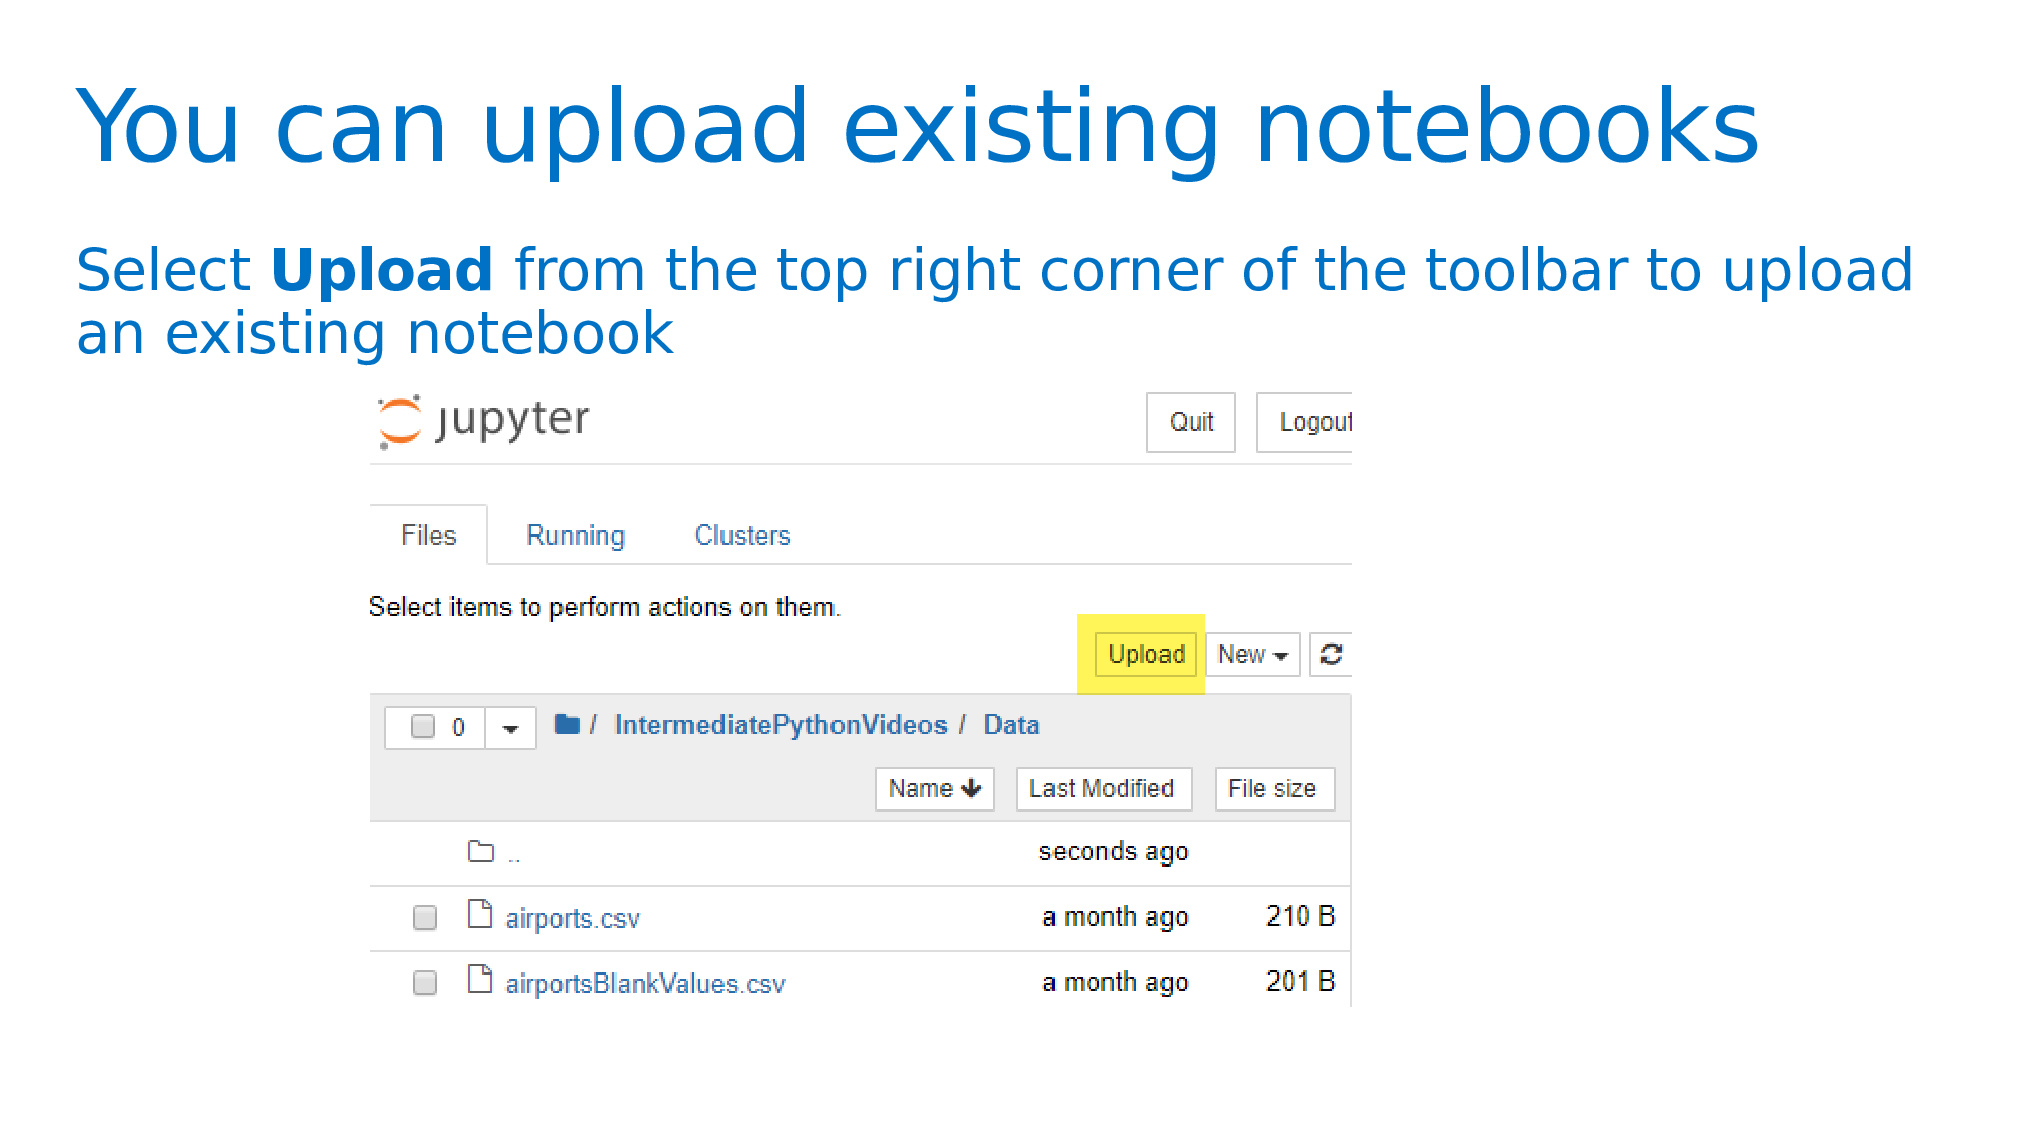 You can upload existing notebooks
Select Upload from the top right corner of the toolbar to upload
an existing notebook
jupyter
Quit
Logout
Files
Running
Clusters
Select items to perform actions on them.
Upload
New
0
/ IntermediatePythonVideos / Data
Name
Last Modified
File size
.. seconds ago
airports.csv a month ago 210 B
airportsBlankValues.csv a month ago 201 B